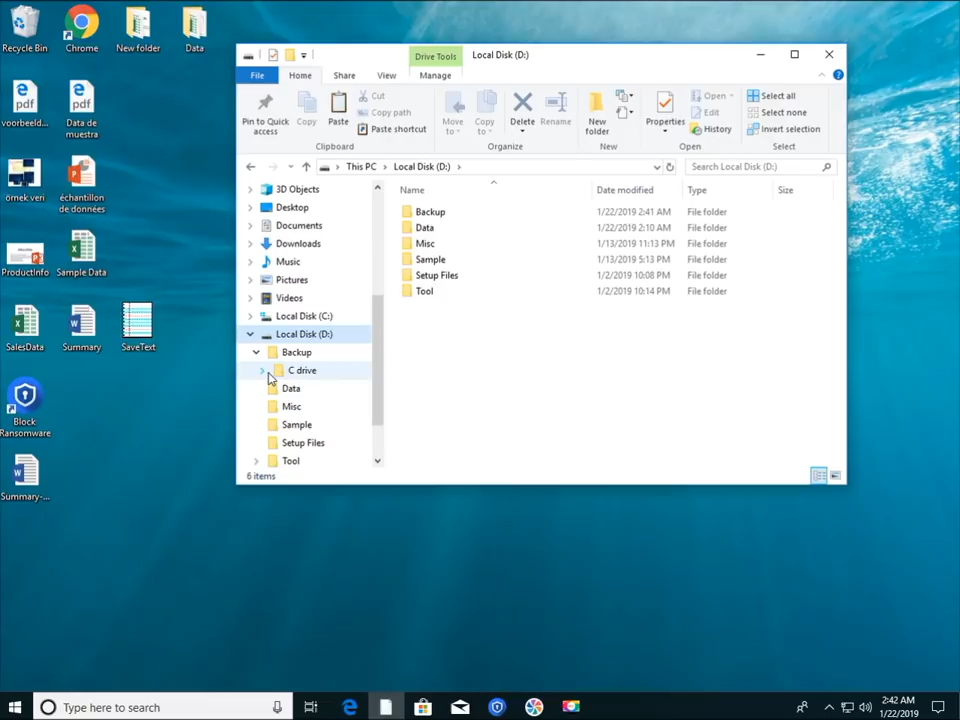 Recycle Bin
Chrome
New folder
Data
pdf
voorbeeld...
pdf
Data de
muestra
örnek veri
échantillon
de données
ProductInfo
Sample Data
SalesData
Summary
SaveText
Block
Ransomware
Summary-...
Drive Tools
Local Disk (D:)
File
Home
Share
View
Manage
Pin to Quick
access
Copy
Paste
Cut
Copy path
Paste shortcut
Clipboard
Move
to
Copy
to
Delete
Rename
Organize
New
folder
New
Properties
Open
Edit
History
Open
Select all
Select none
Invert selection
Select
This PC
Local Disk (D:)
Search Local Disk (D:)
3D Objects
Desktop
Documents
Downloads
Music
Pictures
Videos
Local Disk (C:)
Local Disk (D:)
Backup
C drive
Data
Misc
Sample
Setup Files
Tool
Name Date modified Type Size
Backup 1/22/2019 2:41 AM File folder
Data 1/22/2019 2:10 AM File folder
Misc 1/13/2019 11:13 PM File folder
Sample 1/13/2019 5:13 PM File folder
Setup Files 1/2/2019 10:08 PM File folder
Tool 1/2/2019 10:14 PM File folder
6 items
Type here to search
2:42 AM
1/22/2019